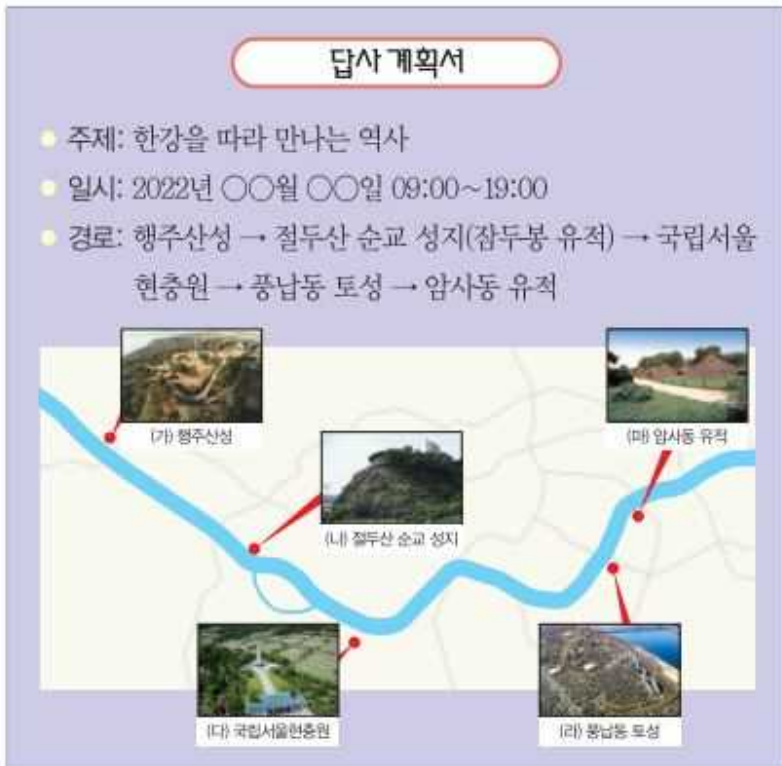 답사 계획서
주제: 한강을 따라 만나는 역사
일시: 2022년 ○○월 ○○일 09:00~19:00
경로: 행주산성 → 절두산 순교 성지(잠두봉 유적) → 국립서울
현충원 → 풍납동 토성 → 암사동 유적
(가) 행주산성
(마) 암사동 유적
(나) 절두산 순교 성지
(다) 국립서울현충원
(라) 풍납동 토성